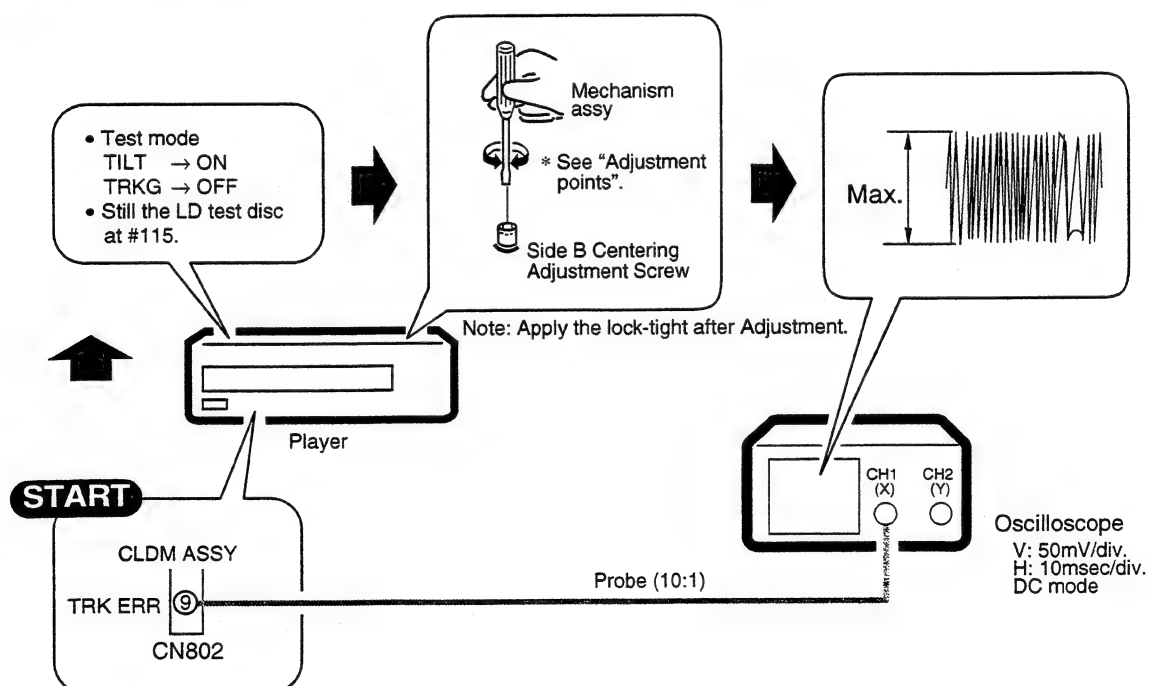 • Test mode
TILT → ON
TRKG → OFF
• Still the LD test disc
at #115.
Mechanism
assy
* See "Adjustment
points".
Side B Centering
Adjustment Screw
Max.
Note: Apply the lock-tight after Adjustment.
Player
START
CLDM ASSY
TRK ERR
⑨
CN802
Probe (10:1)
CH1
(X)
CH2
(Y)
Oscilloscope
V: 50mV/div.
H: 10msec/div.
DC mode